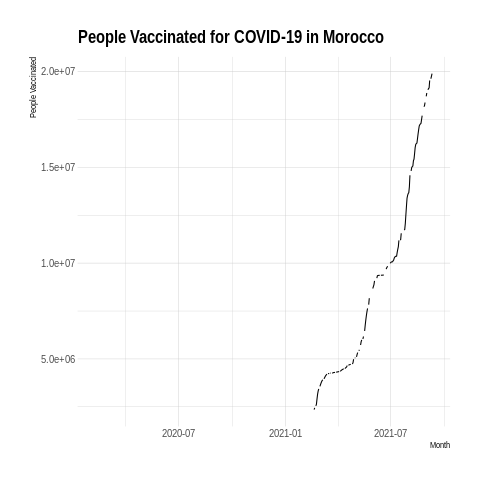 People Vaccinated for COVID-19 in Morocco
People Vaccinated
2.0e+07
1.5e+07
1.0e+07
5.0e+06
2020-07 2021-01 2021-07
Month